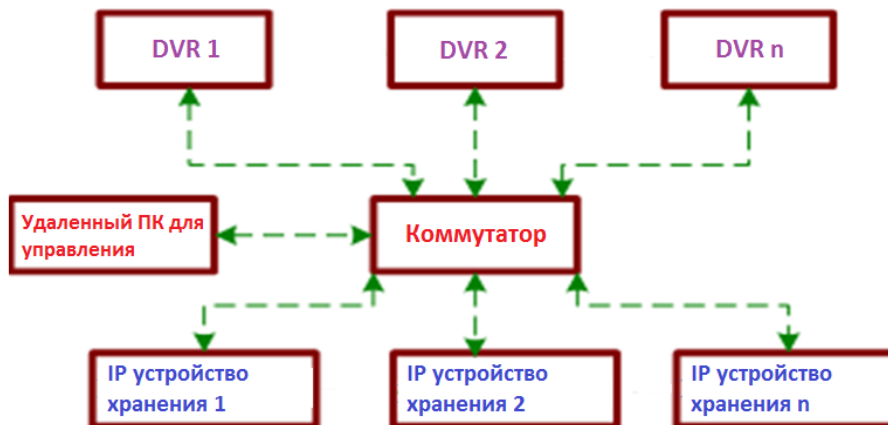 DVR 1
DVR 2
DVR n
Удаленный ПК для
управления
Коммутатор
IP устройство
хранения 1
IP устройство
хранения 2
IP устройство
хранения n